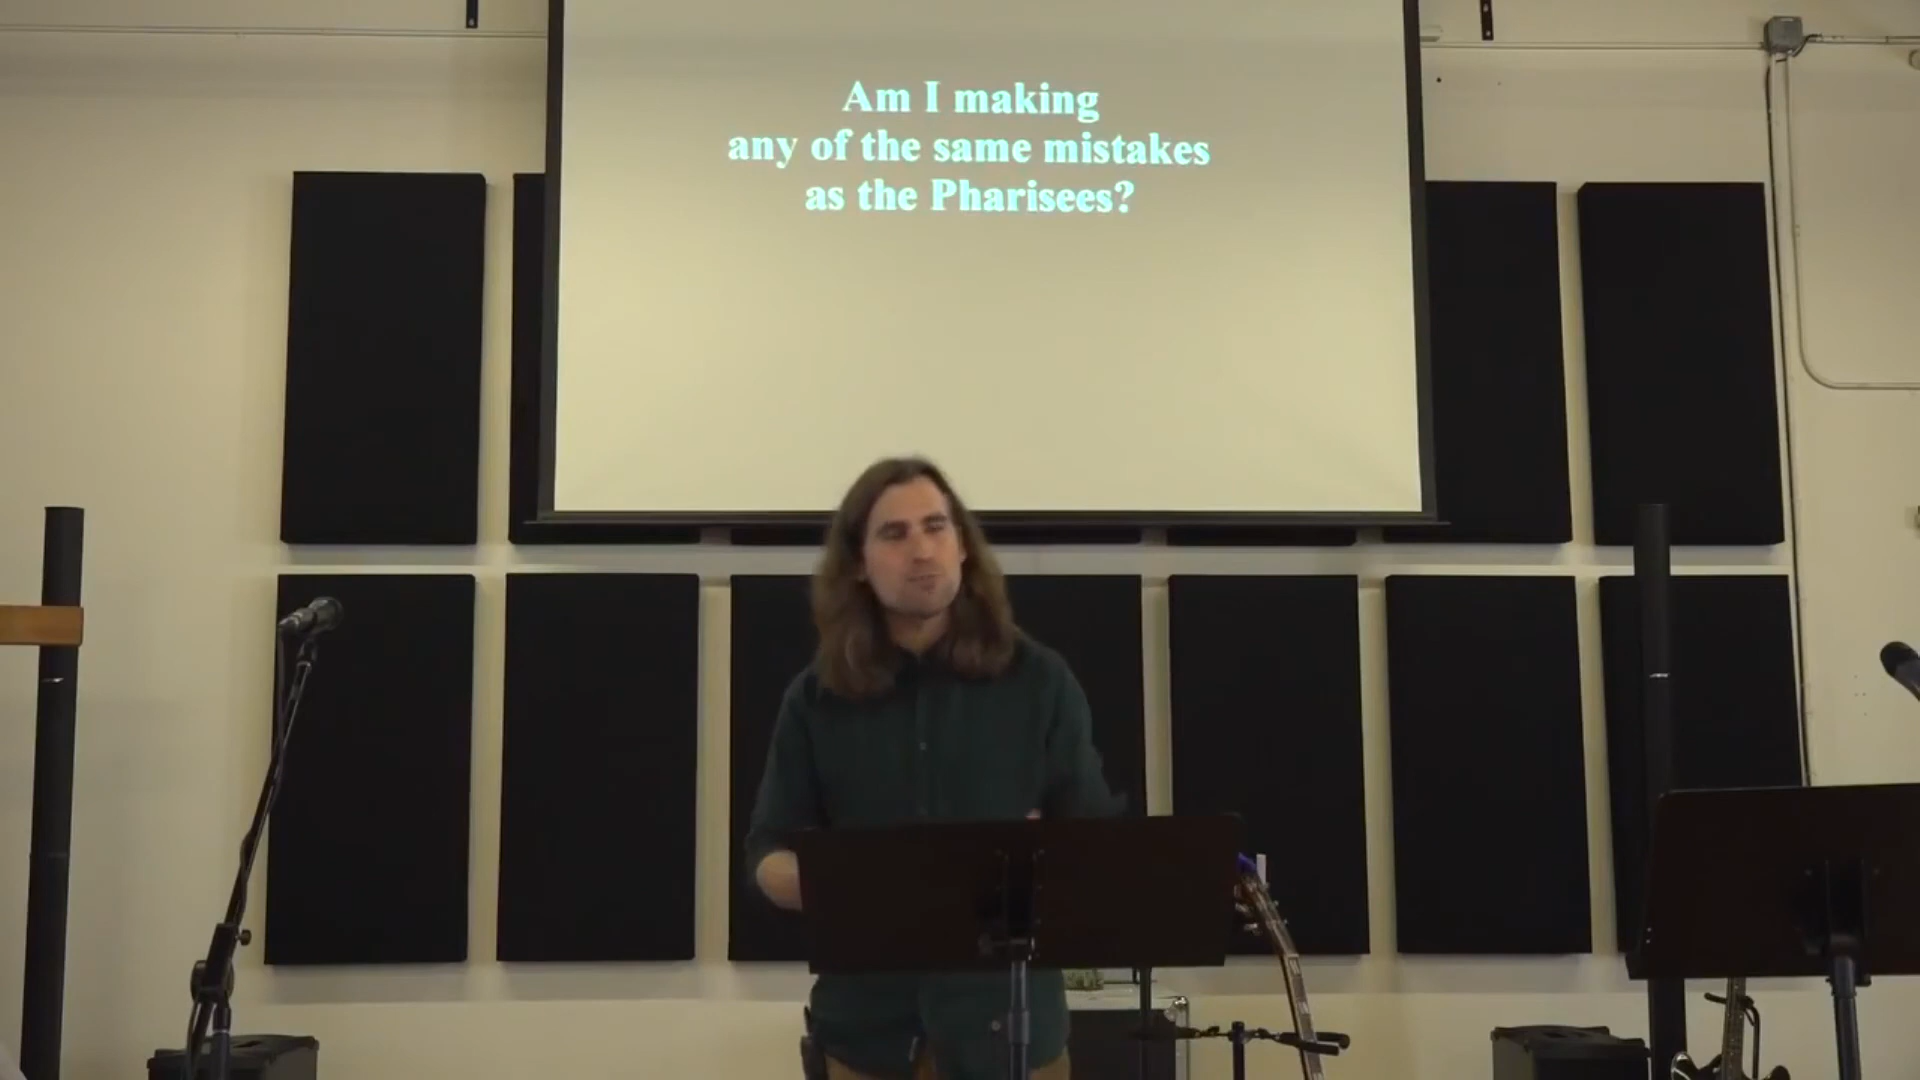 Am I making
any of the same mistakes
as the Pharisees?